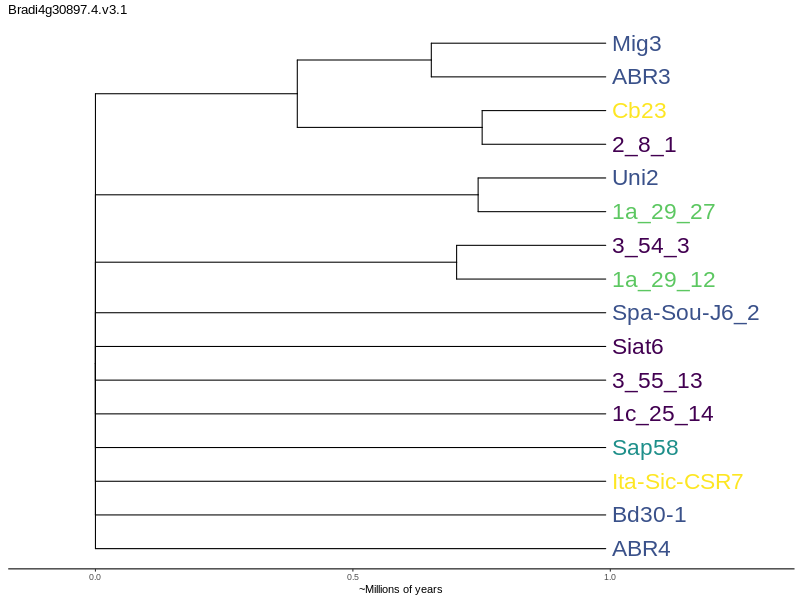 Bradi4g30897.4.v3.1
Mig3
ABR3
Cb23
2_8_1
Uni2
1a_29_27
3_54_3
1a_29_12
Spa-Sou-J6_2
Siat6
3_55_13
1c_25_14
Sap58
Ita-Sic-CSR7
Bd30-1
ABR4
0.0 0.5 1.0
~Millions of years